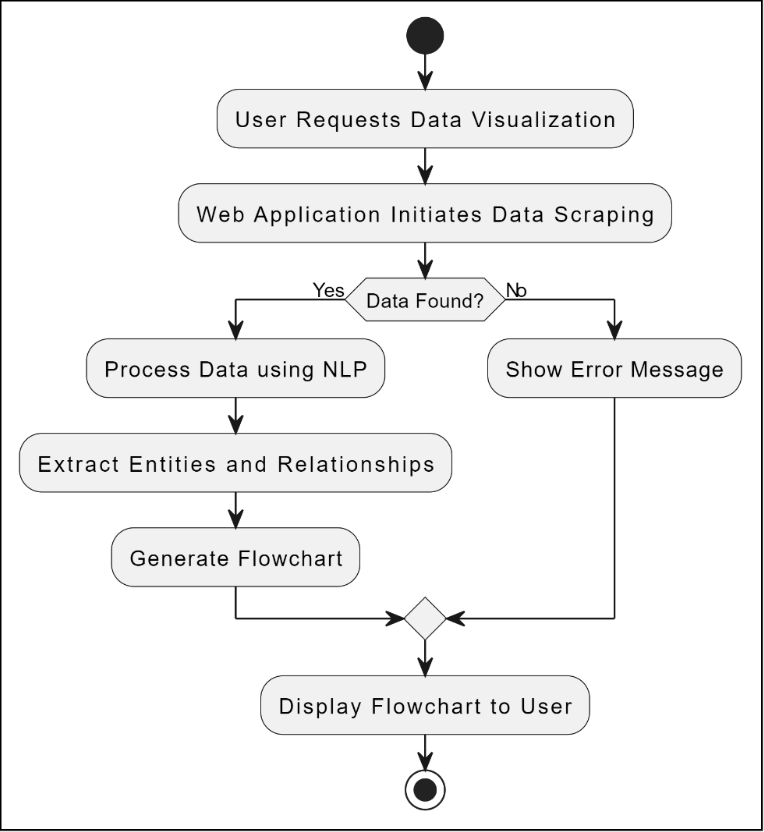 User Requests Data Visualization
Web Application Initiates Data Scraping
Yes
Data Found?
No
Process Data using NLP
Show Error Message
Extract Entities and Relationships
Generate Flowchart
Display Flowchart to User